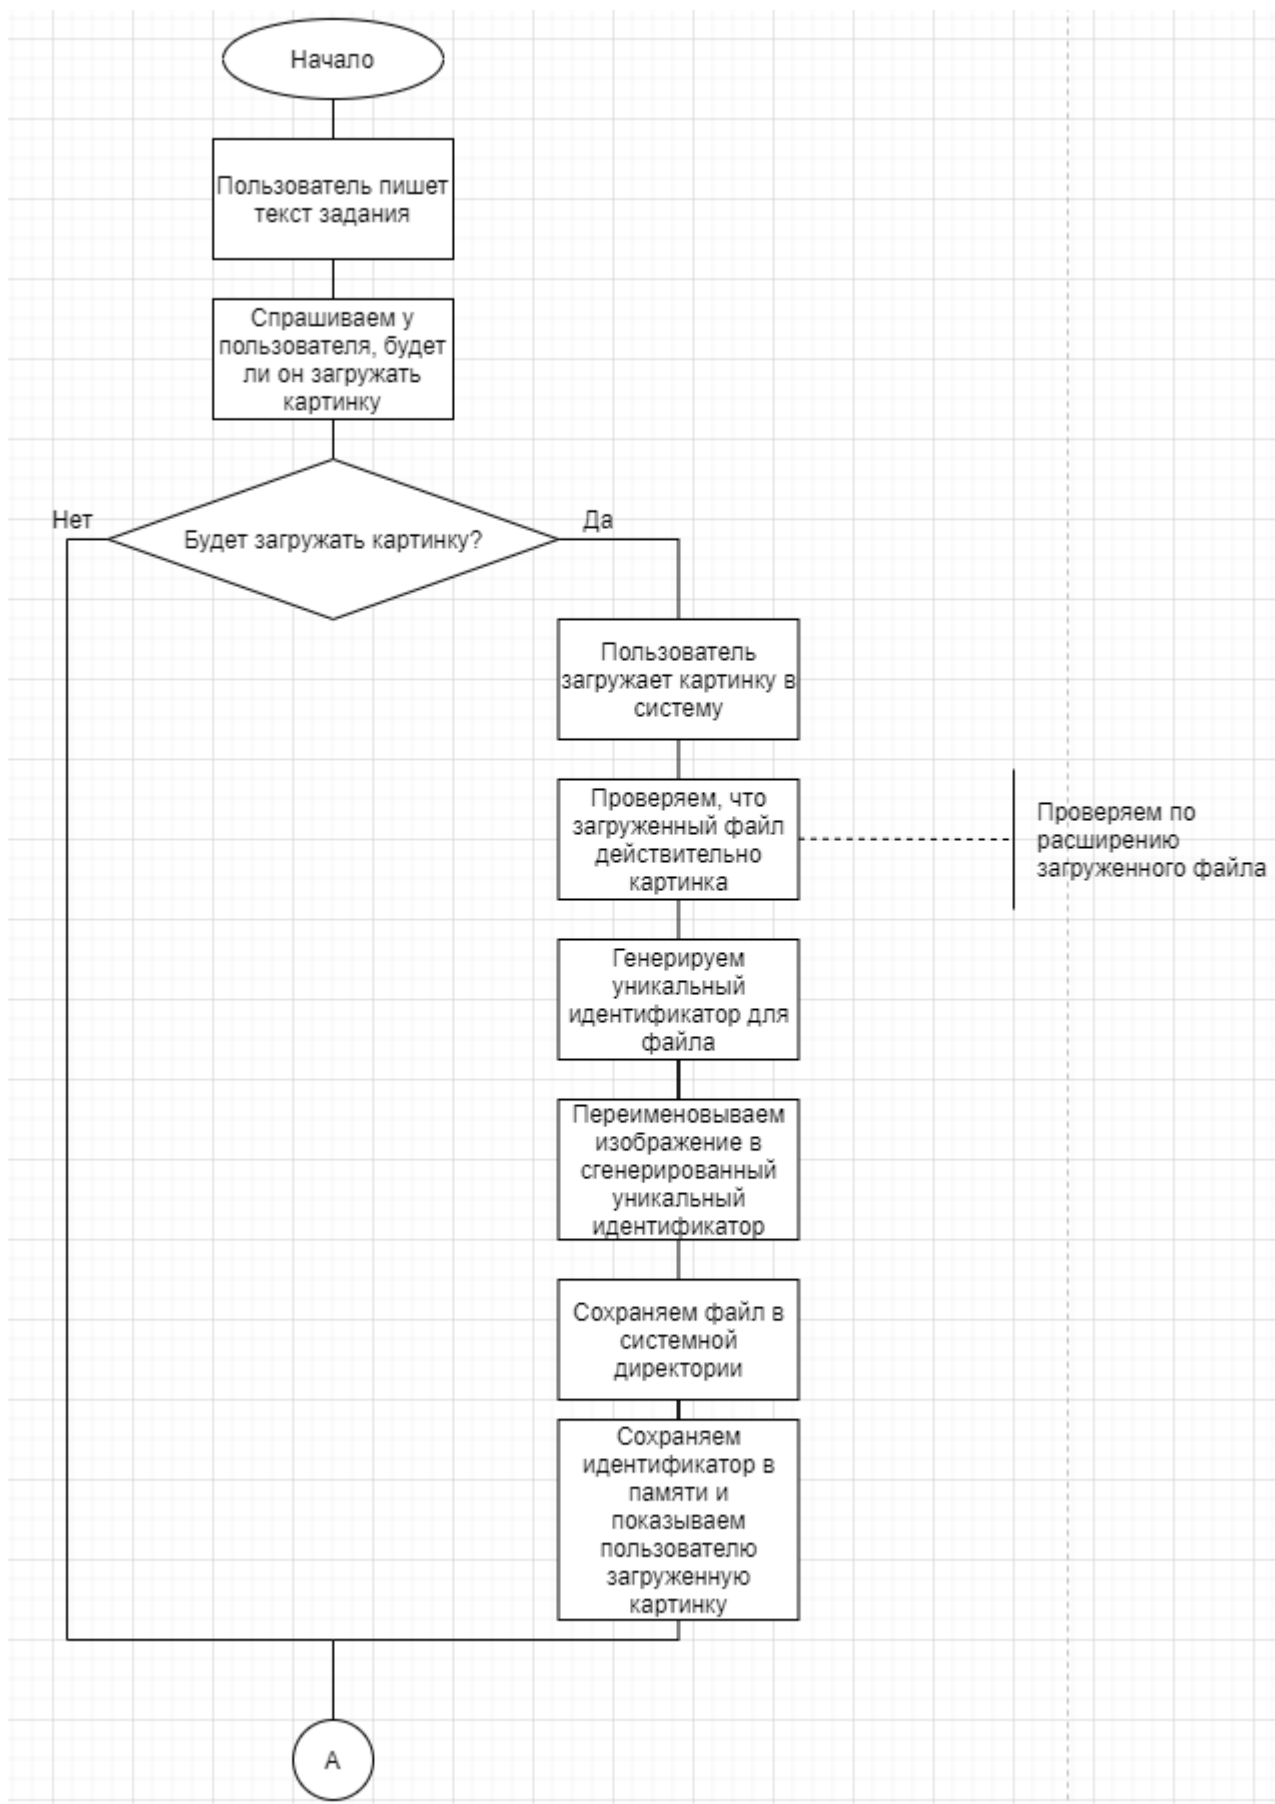 Начало
Пользователь пишет
текст задания
Спрашиваем у
пользователя, будет
ли он загружать
картинку
Нет
Да
Будет загружать картинку?
Пользователь
загружает картинку в
систему
Проверяем, что
загруженный файл
действительно
картинка
Проверяем по
расширению
загруженного файла
Генерируем
уникальный
идентификатор для
файла
Переименовываем
изображение в
сгенерированный
уникальный
идентификатор
Сохраняем файл в
системной
директории
Сохраняем
идентификатор в
памяти и
показываем
пользователю
загруженную
картинку
А